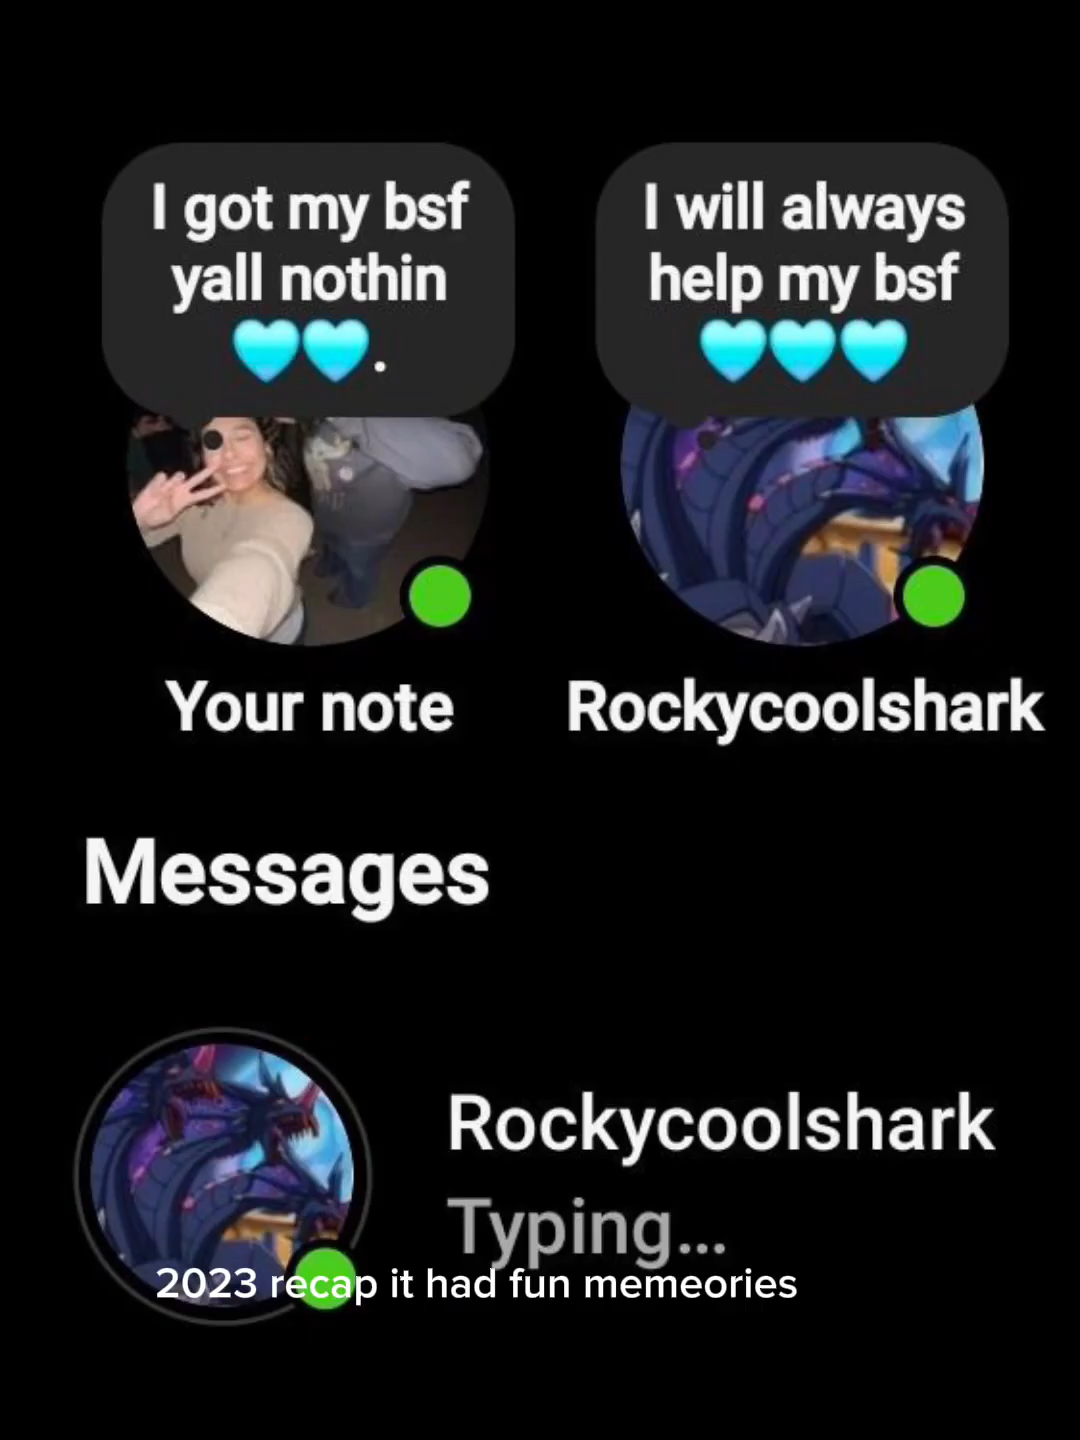 I got my bsf
yall nothin
🩵🩵.
I will always
help my bsf
🩵🩵🩵
Your note
Rockycoolshark
Messages
Rockycoolshark
Typing...
2023 recap it had fun memeories